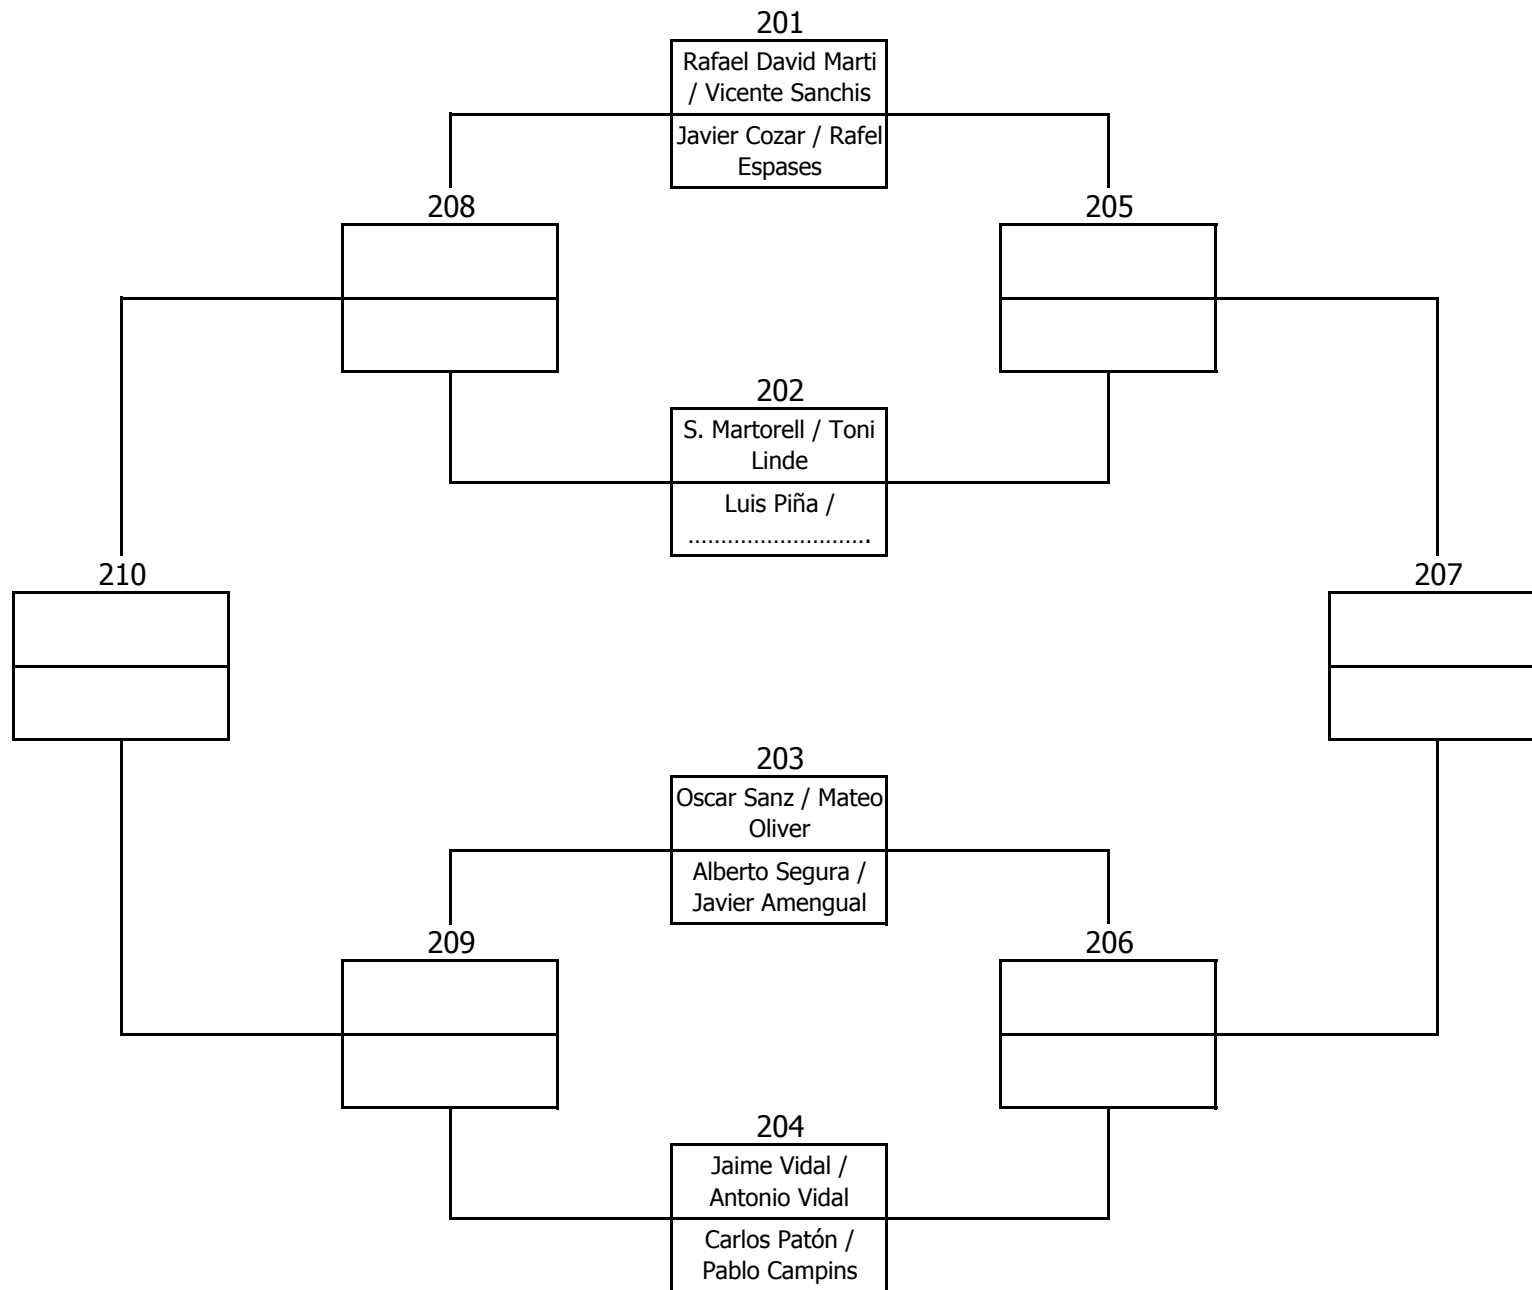 201
Rafael David Marti
/ Vicente Sanchis
Javier Cozar / Rafel
Espases
208
205
202
S. Martorell / Toni
Linde
Luis Piña /
............................
210
207
203
Oscar Sanz / Mateo
Oliver
Alberto Segura /
Javier Amengual
209
206
204
Jaime Vidal /
Antonio Vidal
Carlos Patón /
Pablo Campins